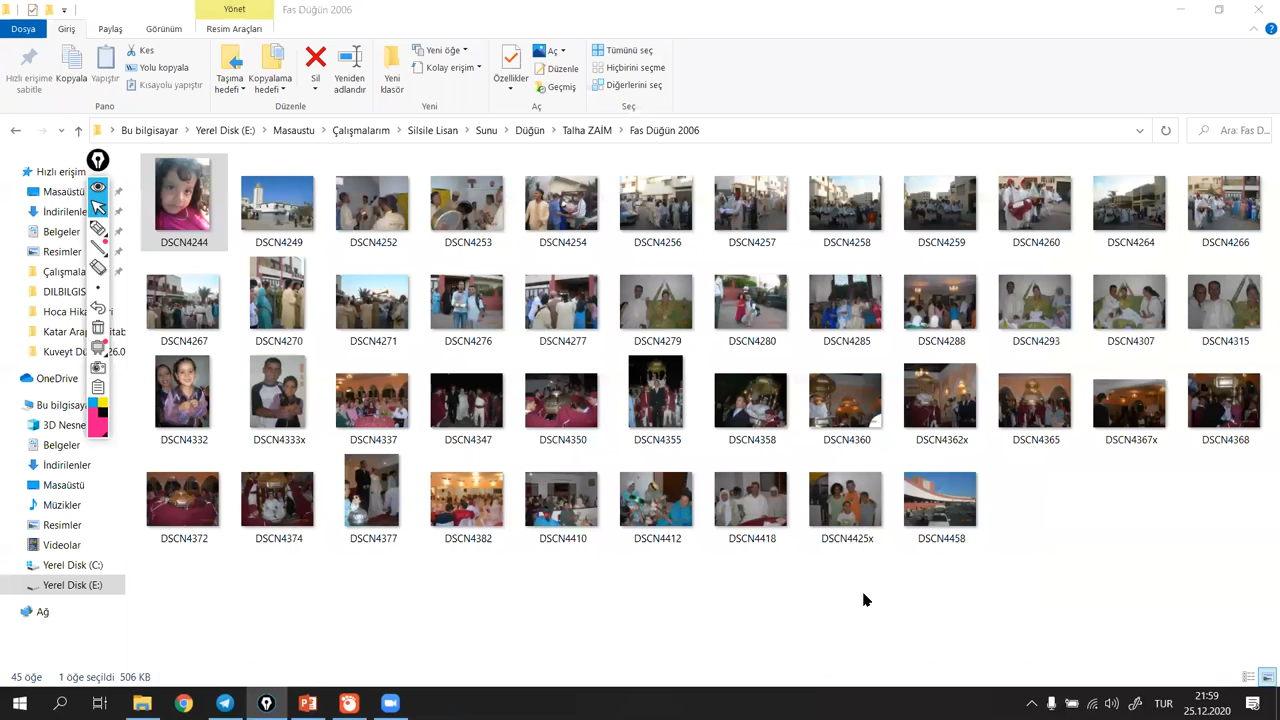 Yönet
Fas Düğün 2006
Dosya
Giriş
Paylaş
Görünüm
Resim Araçları
Hızlı erişime sabitle
Kopyala
Yapıştır
Kes
Yolu kopyala
Kısayolu yapıştır
Pano
Taşıma hedefi
Kopyalama hedefi
Sil
Yeniden adlandır
Düzenle
Yeni klasör
Yeni öğe
Kolay erişim
Yeni
Özellikler
Aç
Düzenle
Geçmiş
Aç
Tümünü seç
Hiçbirini seçme
Diğerlerini seç
Seç
Bu bilgisayar
Yerel Disk (E:)
Masaustu
Çalışmalarım
Silsile Lisan
Sunu
Düğün
Talha ZAİM
Fas Düğün 2006
Ara: Fas D...
Hızlı erişim
Masaüstü
İndirilenle
Belgeler
Resimler
Çalışmala
DILBILGIS
Hoca Hika
ri
Katar Ara
itab
Kuveyt Dü
26.0
OneDrive
Bu bilgisaya
3D Nesne
Belgeler
İndirilenler
Masaüstü
Müzikler
Resimler
Videolar
Yerel Disk (C:)
Yerel Disk (E:)
Ağ
DSCN4244 DSCN4249 DSCN4252 DSCN4253 DSCN4254 DSCN4256 DSCN4257 DSCN4258 DSCN4259 DSCN4260 DSCN4264 DSCN4266
DSCN4267 DSCN4270 DSCN4271 DSCN4276 DSCN4277 DSCN4279 DSCN4280 DSCN4285 DSCN4288 DSCN4293 DSCN4307 DSCN4315
DSCN4332 DSCN4333x DSCN4337 DSCN4347 DSCN4350 DSCN4355 DSCN4358 DSCN4360 DSCN4362x DSCN4365 DSCN4367x DSCN4368
DSCN4372 DSCN4374 DSCN4377 DSCN4382 DSCN4410 DSCN4412 DSCN4418 DSCN4425x DSCN4458
45 öğe
1 öğe seçildi 506 KB
TUR
21:59
25.12.2020